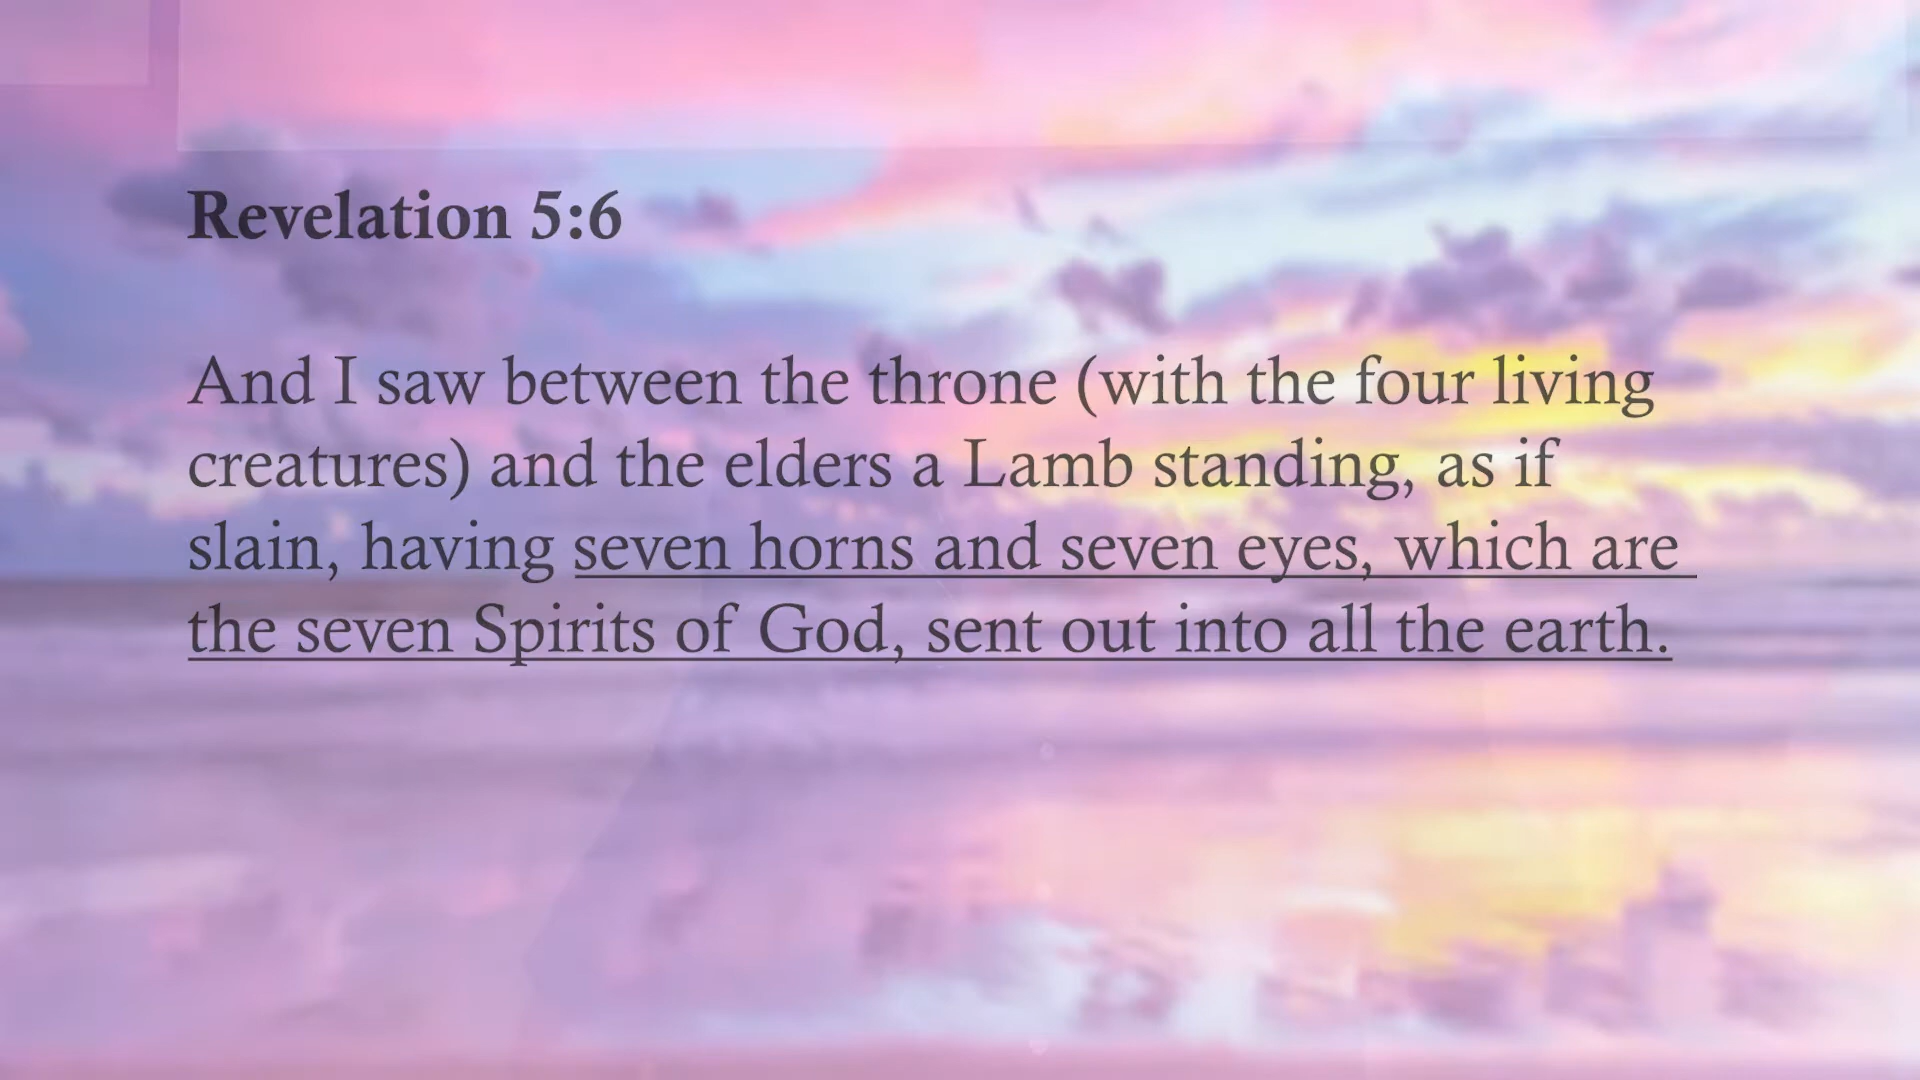 Revelation 5:6
And I saw between the throne (with the four living
creatures) and the elders a Lamb standing, as if
slain, having seven horns and seven eyes, which are
the seven Spirits of God, sent out into all the earth.